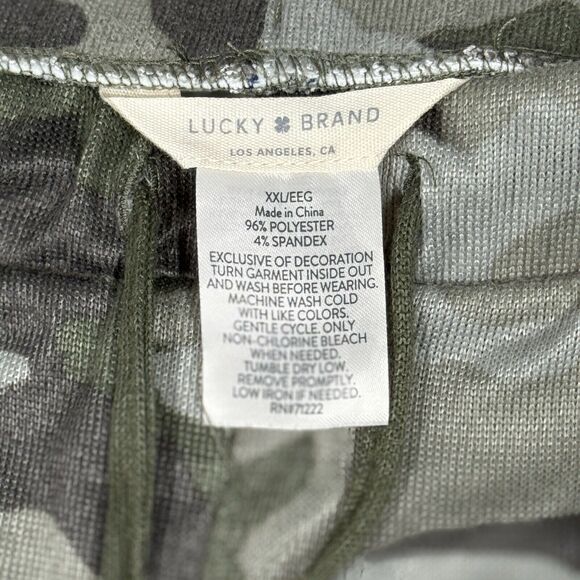 LUCKY BRAND
LOS ANGELES, CA
XXL/EEG
Made in China
96% POLYESTER
4% SPANDEX
EXCLUSIVE OF DECORATION
TURN GARMENT INSIDE OUT
AND WASH BEFORE WEARING.
MACHINE WASH COLD
WITH LIKE COLORS.
GENTLE CYCLE. ONLY
NON-CHLORINE BLEACH
WHEN NEEDED.
TUMBLE DRY LOW.
REMOVE PROMPTLY.
LOW IRON IF NEEDED.
RN#71222